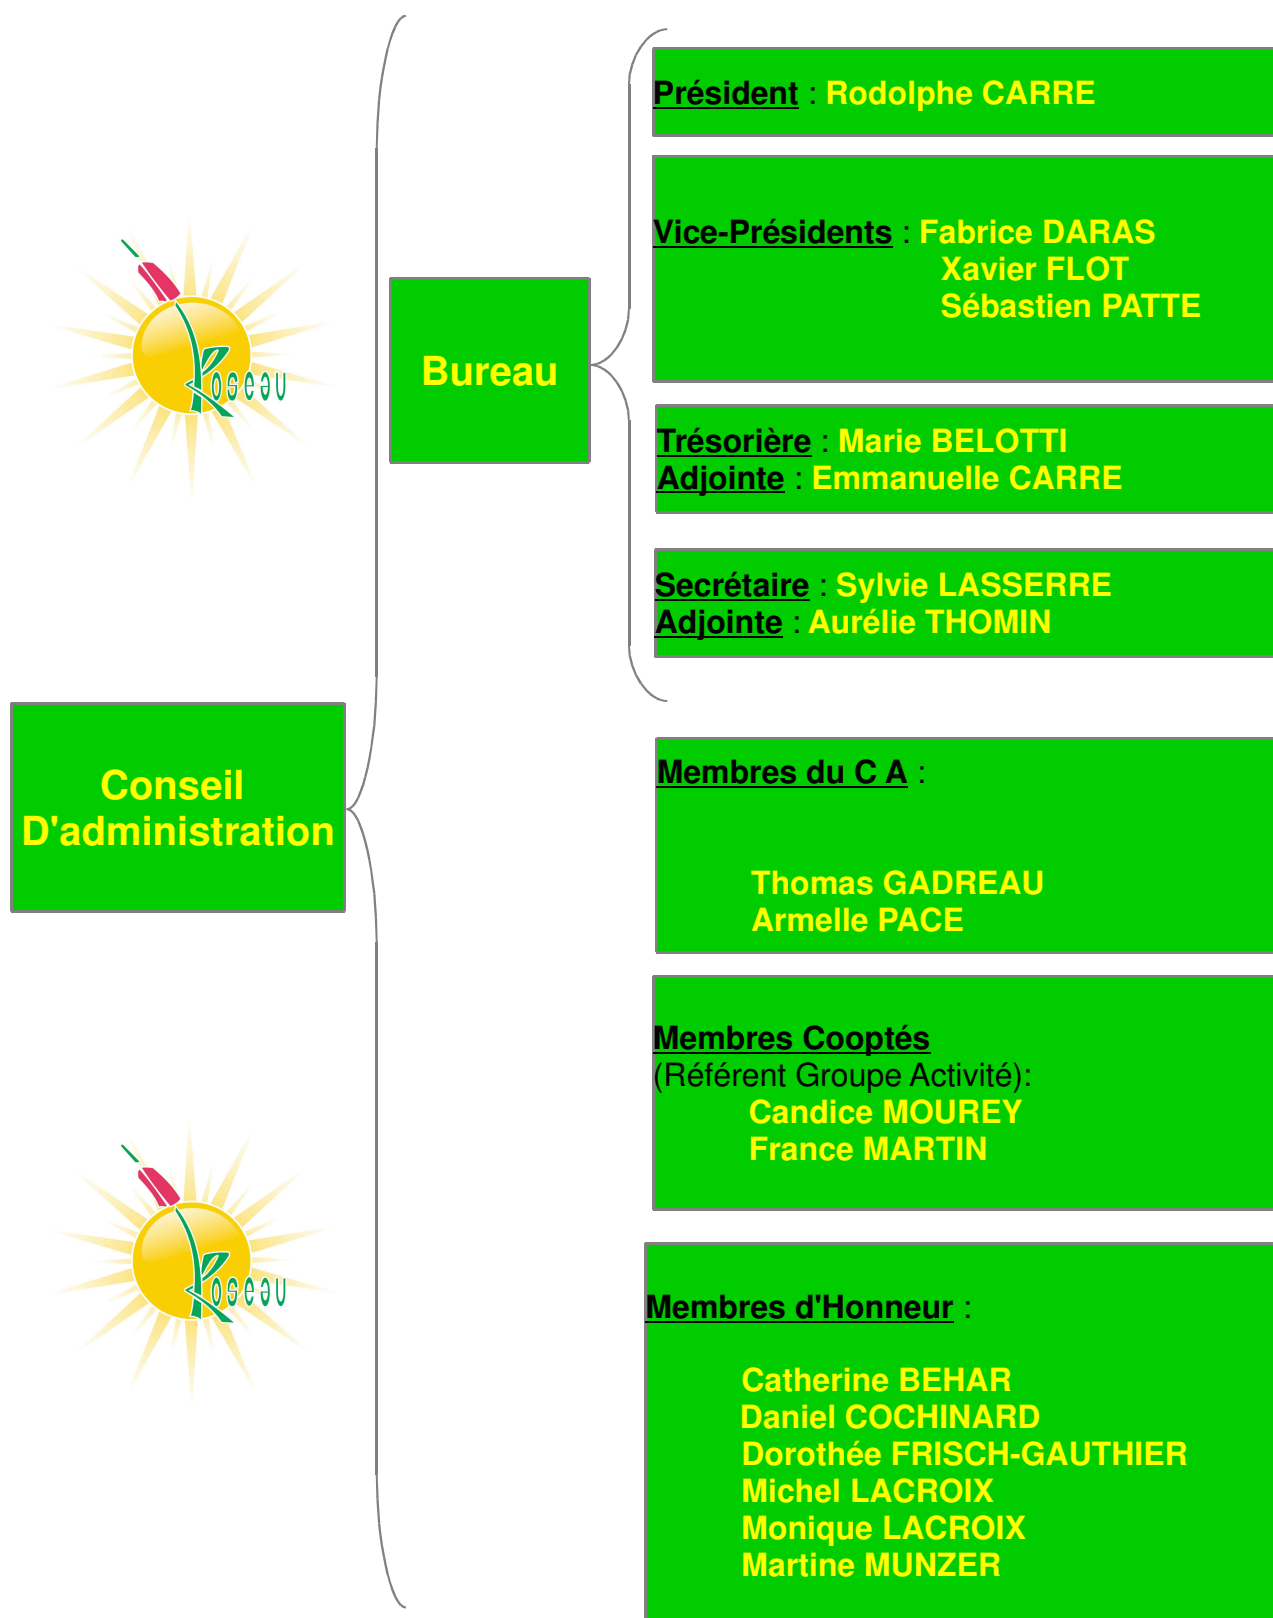 Président : Rodolphe CARRE
Vice-Présidents : Fabrice DARAS
Xavier FLOT
Sébastien PATTE
Roseau
Bureau
Trésorière : Marie BELOTTI
Adjointe : Emmanuelle CARRE
Secrétaire : Sylvie LASSERRE
Adjointe : Aurélie THOMIN
Conseil
D'administration
Membres du C A :
Thomas GADREAU
Armelle PACE
Membres Cooptés
(Référent Groupe Activité):
Candice MOUREY
France MARTIN
Roseau
Membres d'Honneur :
Catherine BEHAR
Daniel COCHINARD
Dorothée FRISCH-GAUTHIER
Michel LACROIX
Monique LACROIX
Martine MUNZER